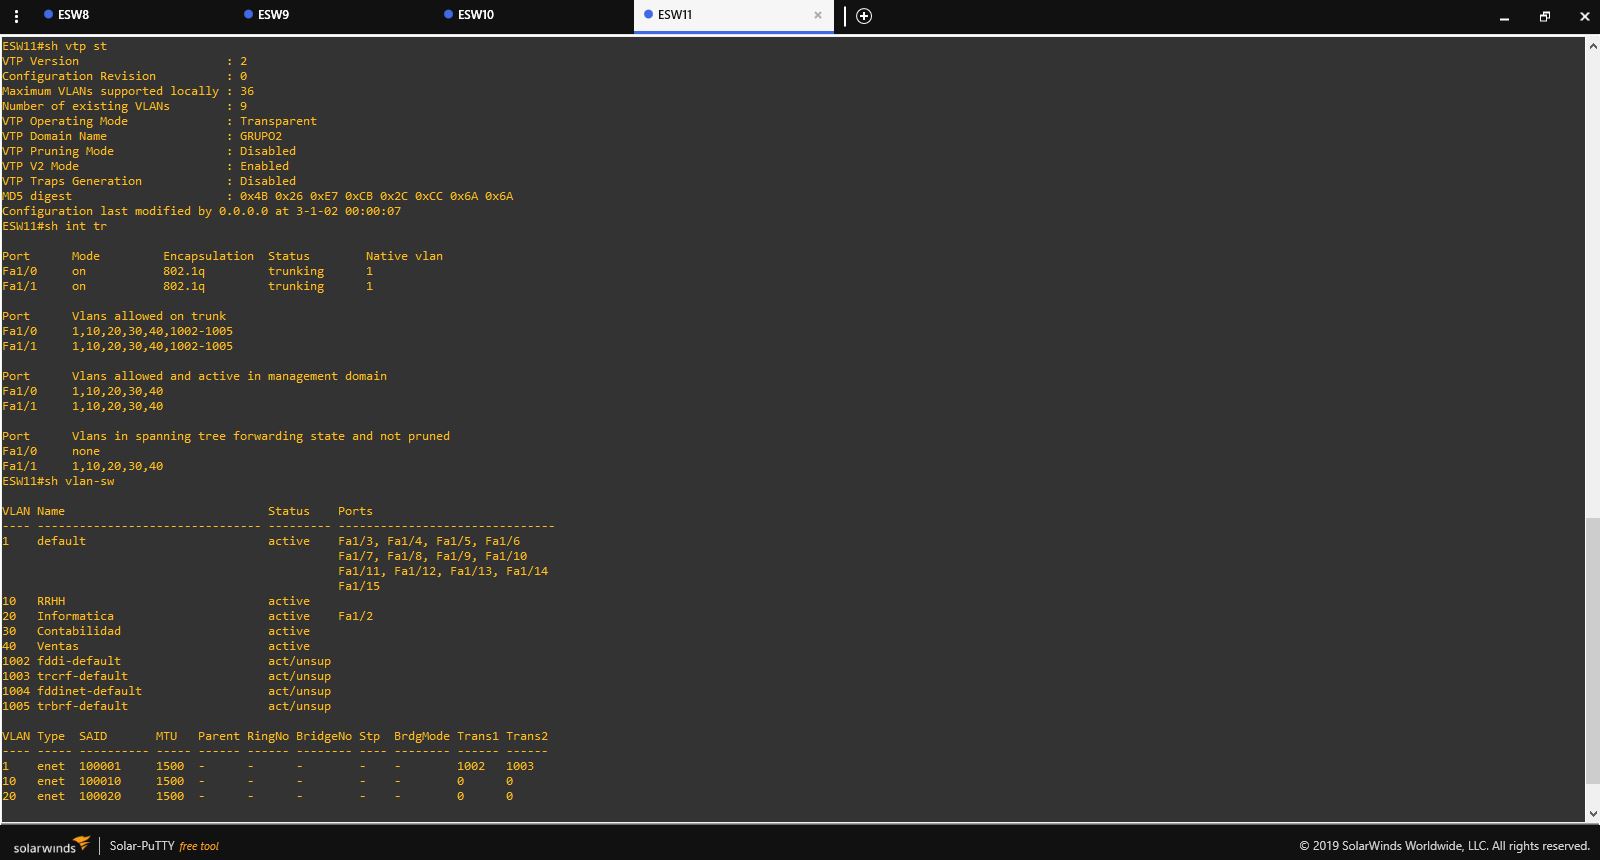 ESW8 ESW9 ESW10 ESW11
ESW11#sh vtp st
VTP Version : 2
Configuration Revision : 0
Maximum VLANs supported locally : 36
Number of existing VLANs : 9
VTP Operating Mode : Transparent
VTP Domain Name : GRUPO2
VTP Pruning Mode : Disabled
VTP V2 Mode : Enabled
VTP Traps Generation : Disabled
MD5 digest : 0x4B 0x26 0xE7 0xCB 0x2C 0xCC 0x6A 0x6A
Configuration last modified by 0.0.0.0 at 3-1-02 00:00:07
ESW11#sh int tr
Port Mode Encapsulation Status Native vlan
Fa1/0 on 802.1q trunking 1
Fa1/1 on 802.1q trunking 1
Port Vlans allowed on trunk
Fa1/0 1,10,20,30,40,1002-1005
Fa1/1 1,10,20,30,40,1002-1005
Port Vlans allowed and active in management domain
Fa1/0 1,10,20,30,40
Fa1/1 1,10,20,30,40
Port Vlans in spanning tree forwarding state and not pruned
Fa1/0 none
Fa1/1 1,10,20,30,40
ESW11#sh vlan-sw
VLAN Name Status Ports
---- -------------------------------- --------- -------------------------------
1 default active Fa1/3, Fa1/4, Fa1/5, Fa1/6
Fa1/7, Fa1/8, Fa1/9, Fa1/10
Fa1/11, Fa1/12, Fa1/13, Fa1/14
Fa1/15
10 RRHH active
20 Informatica active Fa1/2
30 Contabilidad active
40 Ventas active
1002 fddi-default act/unsup
1003 trcrf-default act/unsup
1004 fddinet-default act/unsup
1005 trbrf-default act/unsup
VLAN Type SAID MTU Parent RingNo BridgeNo Stp BrdgMode Trans1 Trans2
---- ----- ---------- ----- ------ ------ -------- ---- -------- ------ ------
1 enet 100001 1500 - - - - - 1002 1003
10 enet 100010 1500 - - - - - 0 0
20 enet 100020 1500 - - - - - 0 0
solarwinds Solar-PuTTY free tool © 2019 SolarWinds Worldwide, LLC. All rights reserved.